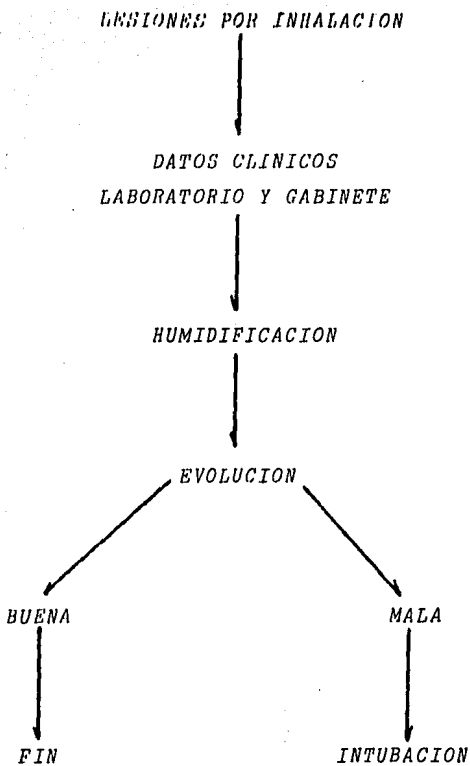 LESIONES POR INHALACION
DATOS CLINICOS
LABORATORIO Y GABINETE
HUMIDIFICACION
EVOLUCION
BUENA
MALA
FIN
INTUBACION